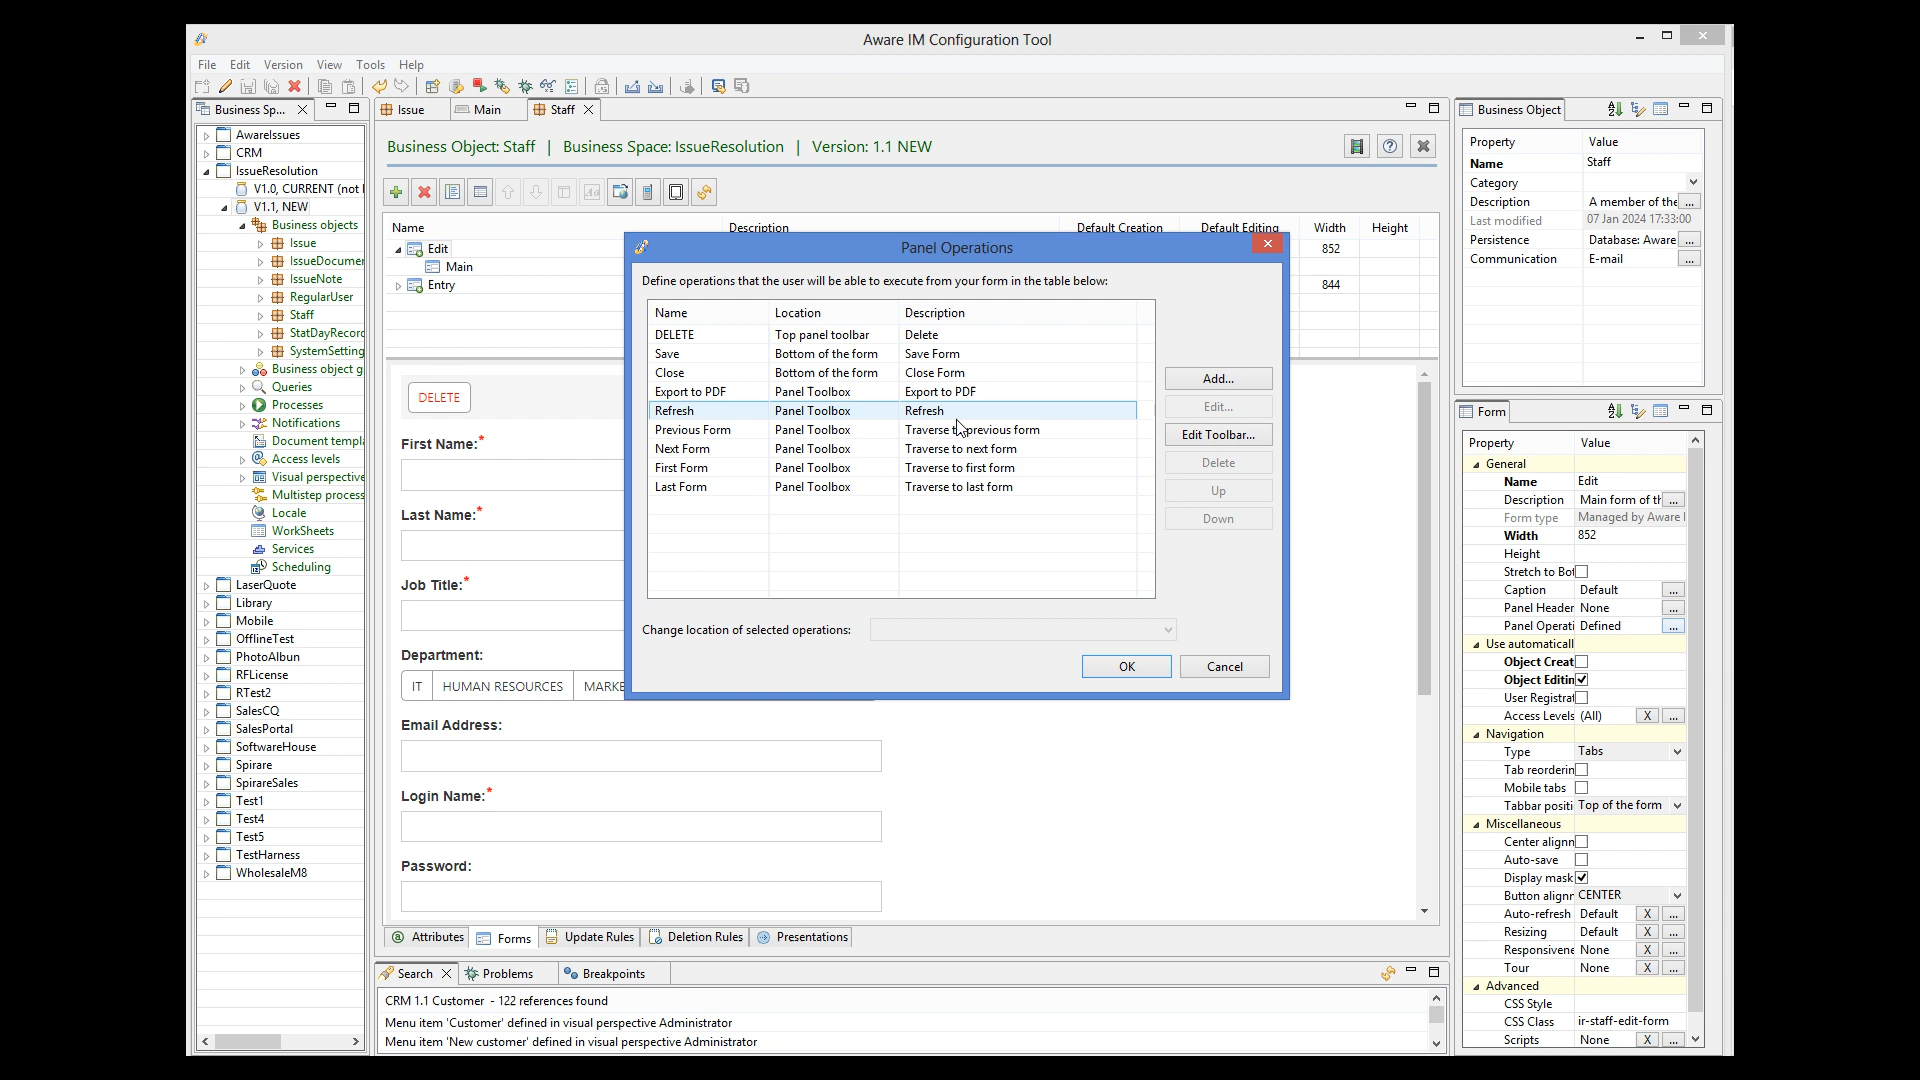 Aware IM Configuration Tool
File Edit Version View Tools Help
Business Sp...
AwareIssues
CRM
IssueResolution
V1.0, CURRENT (not
V1.1, NEW
Business objects
Issue
IssueDocumer
IssueNote
RegularUser
Staff
StatDayRecord
SystemSetting
Business object g
Queries
Processes
Notifications
Document templa
Access levels
Visual perspective
Multistep process
Locale
WorkSheets
Services
Scheduling
LaserQuote
Library
Mobile
OfflineTest
PhotoAlbun
RFLicense
RTest2
SalesCQ
SalesPortal
SoftwareHouse
Spirare
SpirareSales
Test1
Test4
Test5
TestHarness
WholesaleM8
Issue Main Staff
Business Object: Staff | Business Space: IssueResolution | Version: 1.1 NEW
Name Description Default Creation Default Editing Width Height
Edit 852
Main
Entry 844
DELETE
First Name:*
Last Name:*
Job Title:*
Department:
IT HUMAN RESOURCES MARKE
Email Address:
Login Name:*
Password:
Attributes Forms Update Rules Deletion Rules Presentations
Panel Operations
Define operations that the user will be able to execute from your form in the table below:
Name Location Description
DELETE Top panel toolbar Delete
Save Bottom of the form Save Form
Close Bottom of the form Close Form
Export to PDF Panel Toolbox Export to PDF
Refresh Panel Toolbox Refresh
Previous Form Panel Toolbox Traverse to previous form
Next Form Panel Toolbox Traverse to next form
First Form Panel Toolbox Traverse to first form
Last Form Panel Toolbox Traverse to last form
Add...
Edit...
Edit Toolbar...
Delete
Up
Down
Change location of selected operations:
OK Cancel
Search Problems Breakpoints
CRM 1.1 Customer - 122 references found
Menu item 'Customer' defined in visual perspective Administrator
Menu item 'New customer' defined in visual perspective Administrator
Business Object
Property Value
Name Staff
Category
Description A member of the ...
Last modified 07 Jan 2024 17:33:00
Persistence Database: Aware ...
Communication E-mail ...
Form
Property Value
General
Name Edit
Description Main form of th ...
Form type Managed by Aware I
Width 852
Height
Stretch to Bot
Caption Default ...
Panel Header None ...
Panel Operati Defined ...
Use automaticall
Object Creat
Object Editin
User Registrat
Access Levels (All) X ...
Navigation
Type Tabs
Tab reorderin
Mobile tabs
Tabbar positi Top of the form
Miscellaneous
Center alignn
Auto-save
Display mask
Button alignn CENTER
Auto-refresh Default X ...
Resizing Default X ...
Responsivene None X ...
Tour None X ...
Advanced
CSS Style
CSS Class ir-staff-edit-form
Scripts None X ...